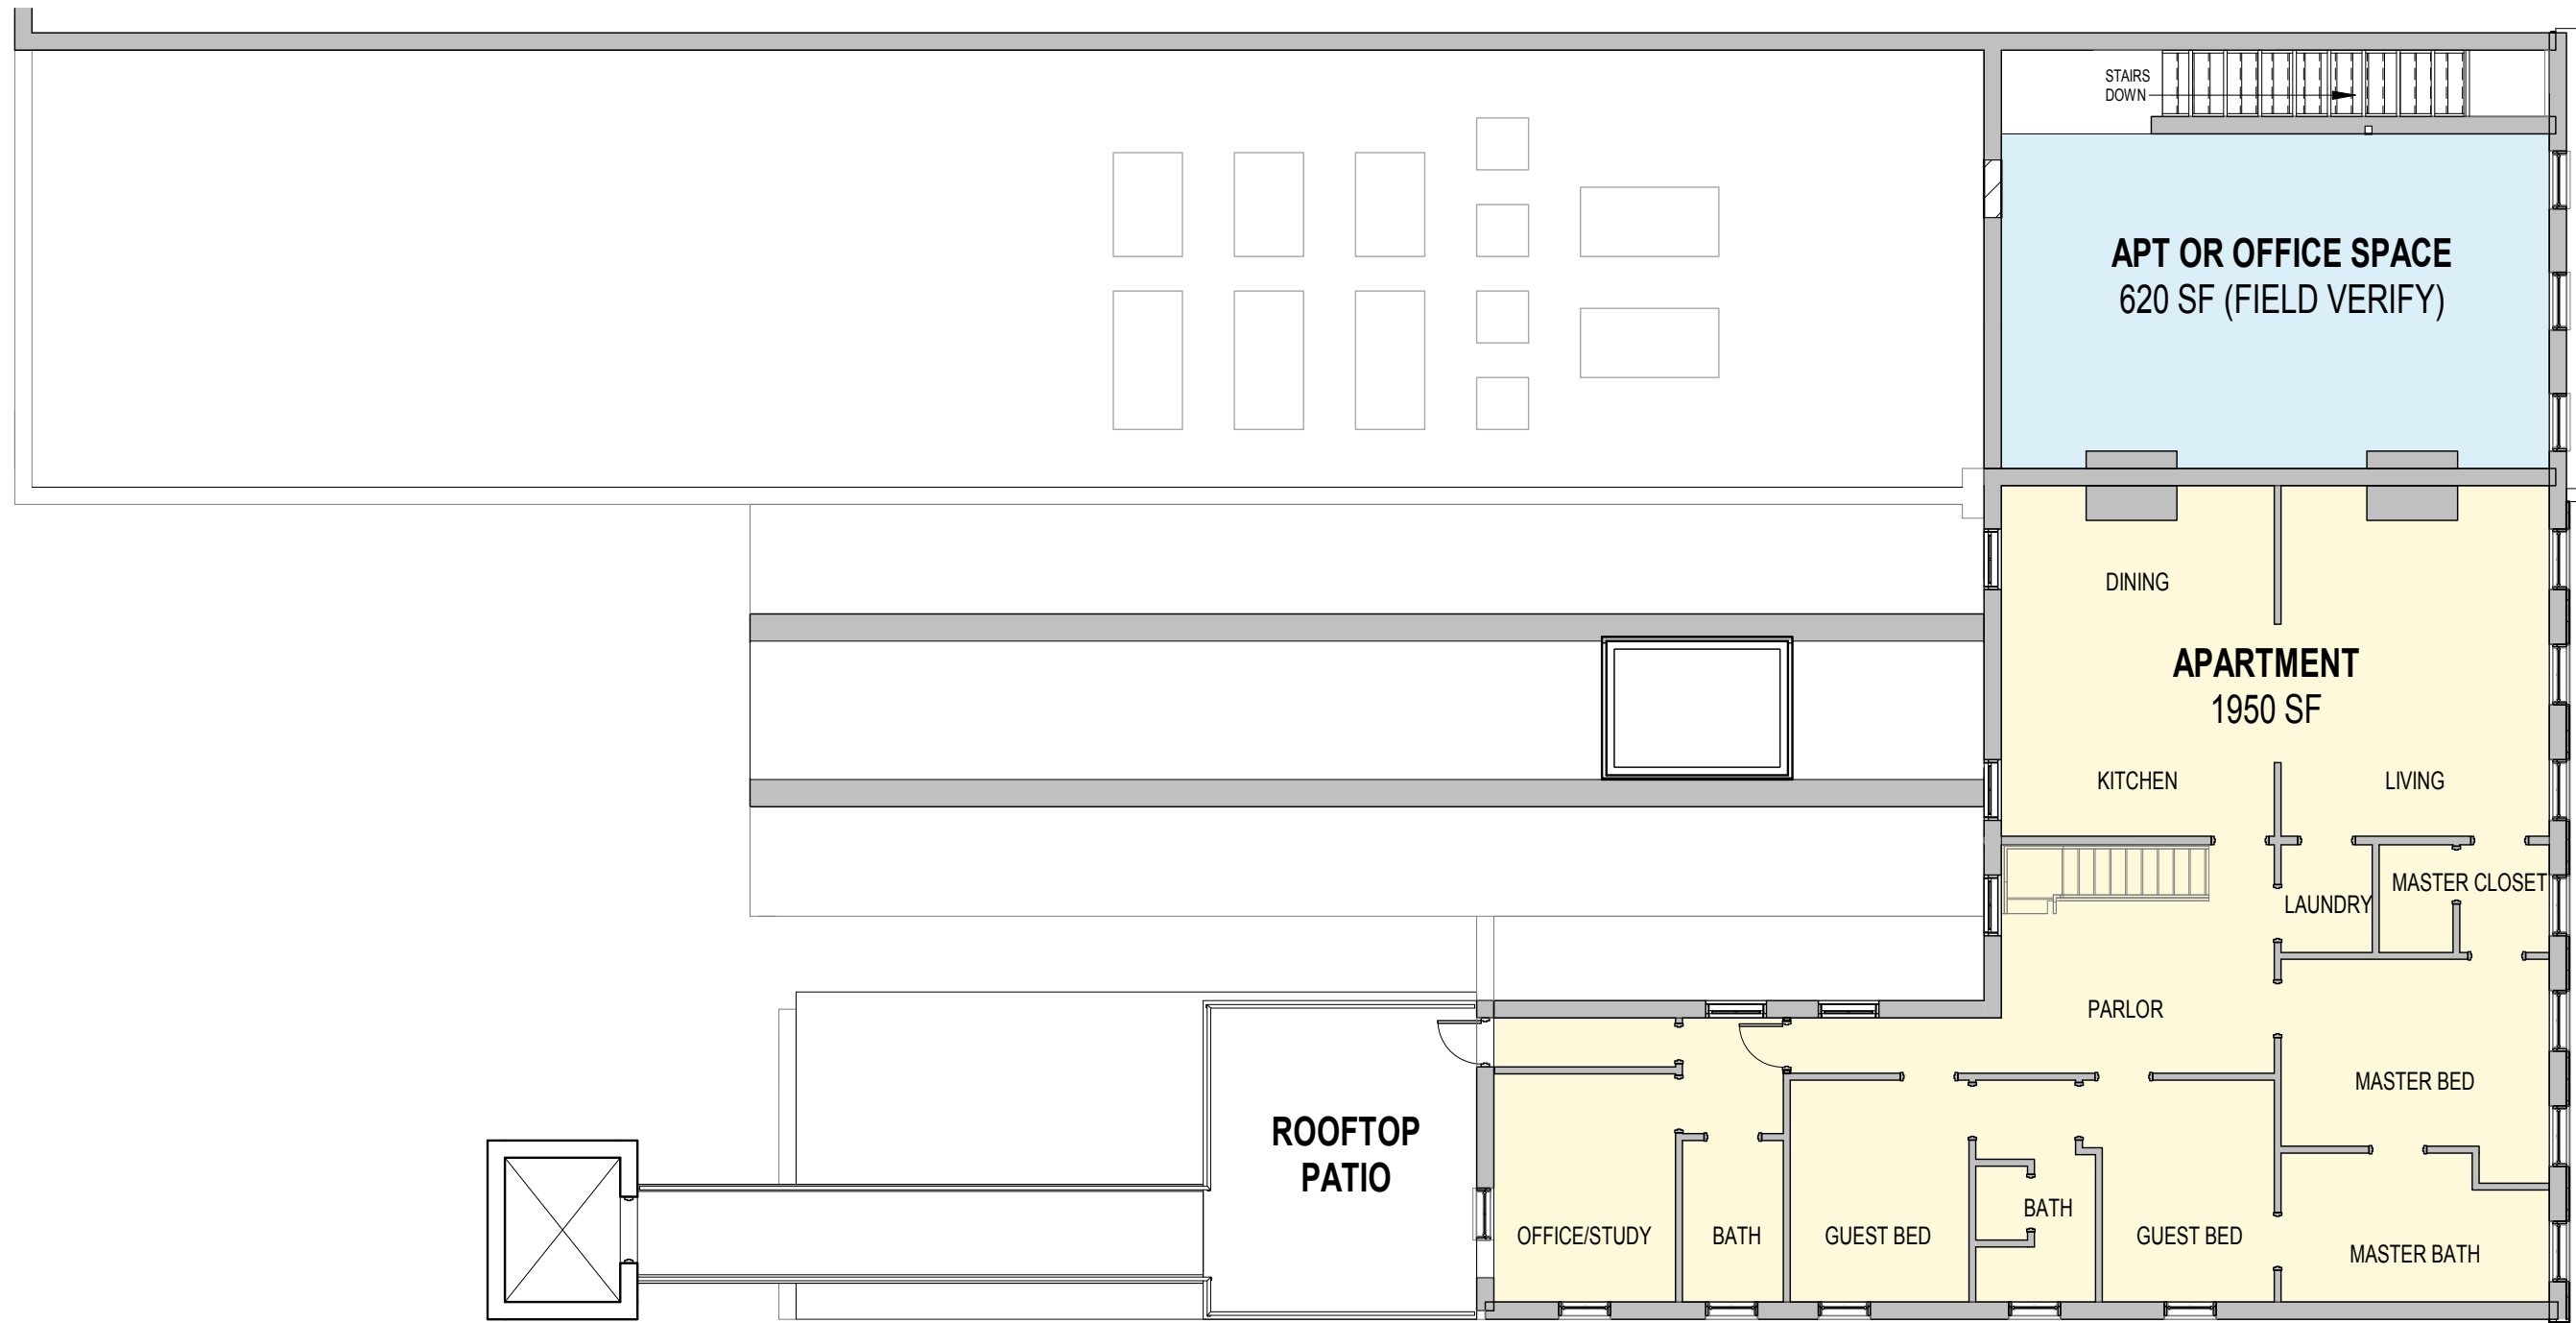 STAIRS
DOWN
APT OR OFFICE SPACE
620 SF (FIELD VERIFY)
DINING
APARTMENT
1950 SF
KITCHEN
LIVING
MASTER CLOSET
LAUNDRY
PARLOR
MASTER BED
ROOFTOP
PATIO
OFFICE/STUDY
BATH
GUEST BED
BATH
GUEST BED
MASTER BATH